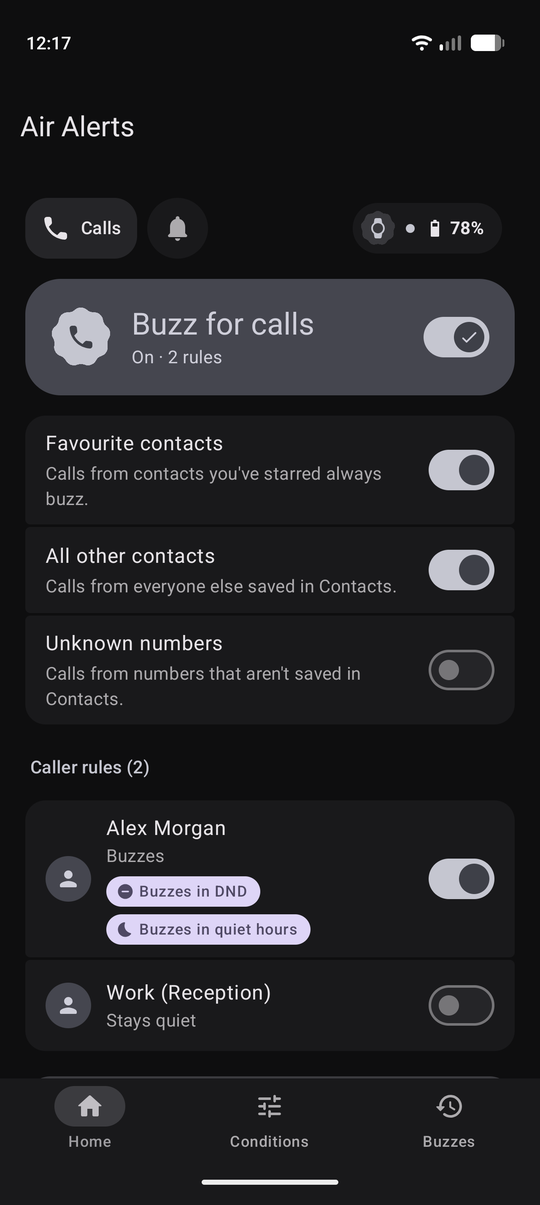 12:17
Air Alerts
Calls
78%
Buzz for calls
On · 2 rules
Favourite contacts
Calls from contacts you've starred always
buzz.
All other contacts
Calls from everyone else saved in Contacts.
Unknown numbers
Calls from numbers that aren't saved in
Contacts.
Caller rules (2)
Alex Morgan
Buzzes
Buzzes in DND
Buzzes in quiet hours
Work (Reception)
Stays quiet
Home
Conditions
Buzzes